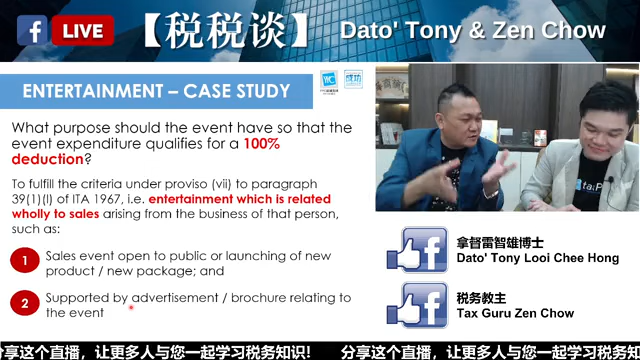 f LIVE 【税税谈】 Dato' Tony & Zen Chow
ENTERTAINMENT – CASE STUDY
What purpose should the event have so that the
event expenditure qualifies for a 100%
deduction?
To fulfill the criteria under proviso (vii) to paragraph
39(1)(l) of ITA 1967, i.e. entertainment which is related
wholly to sales arising from the business of that person,
such as:
1 Sales event open to public or launching of new
product / new package; and
2 Supported by advertisement / brochure relating to
the event
拿督雷智雄博士
Dato' Tony Looi Chee Hong
税务教主
Tax Guru Zen Chow
分享这个直播，让更多人与您一起学习税务知识! 分享这个直播，让更多人与您一起学习税务知